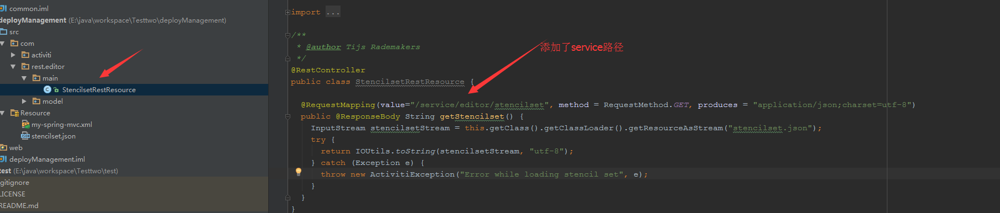 common.iml
deployManagement (E:\java\workspace\Testtwo\deployManagement)
src
com
activiti
rest.editor
main
StencilsetRestResource
model
Resource
my-spring-mvc.xml
stencilset.json
web
deployManagement.iml
test (E:\java\workspace\Testtwo\test)
gitignore
LICENSE
README.md
import ...
/**
* @author Tijs Rademakers
*/
添加了service路径
@RestController
public class StencilsetRestResource {
@RequestMapping(value="/service/editor/stencilset", method = RequestMethod.GET, produces = "application/json;charset=utf-8")
public @ResponseBody String getStencilset() {
InputStream stencilsetStream = this.getClass().getClassLoader().getResourceAsStream("stencilset.json");
try {
return IOUtils.toString(stencilsetStream, "utf-8");
} catch (Exception e) {
throw new ActivitiException("Error while loading stencil set", e);
}
}
}